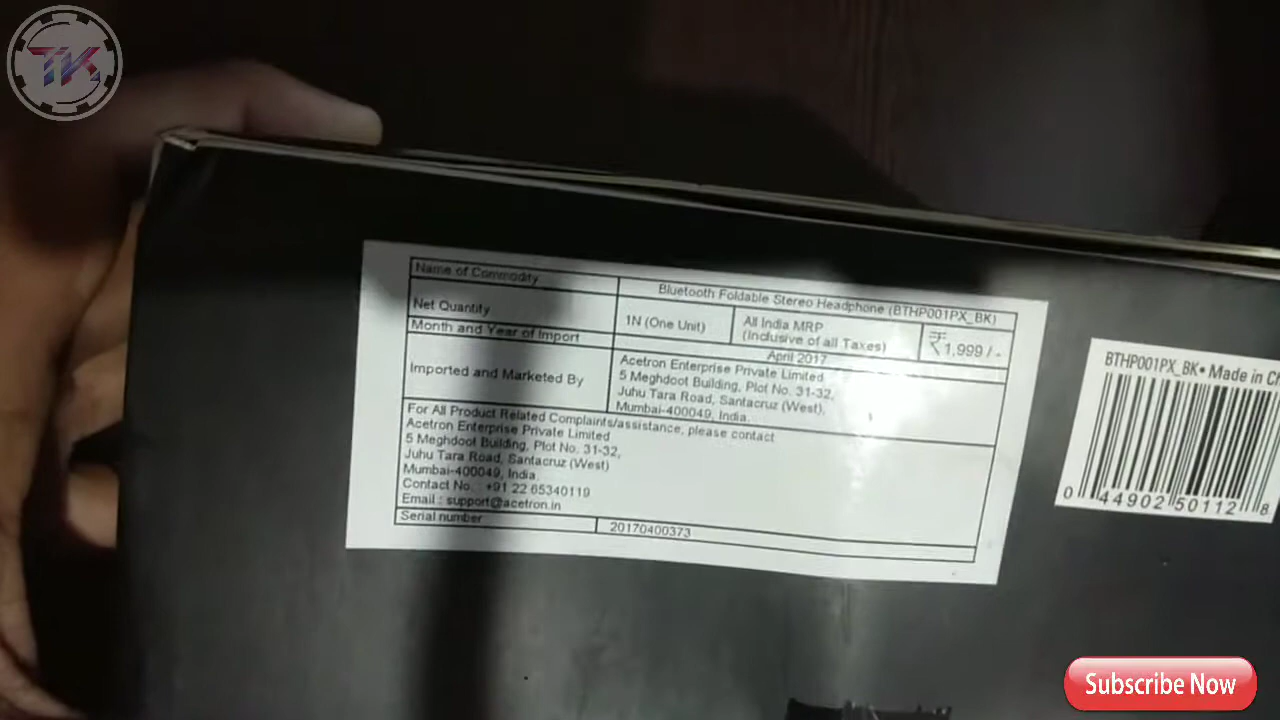 TK
Name of Commodity
Bluetooth Foldable Stereo Headphone (BTHP001PX_BK)
Net Quantity
1N (One Unit)
All India MRP
(Inclusive of all Taxes)
₹ 1,999 /-
Month and Year of Import
April 2017
Imported and Marketed By
Acetron Enterprise Private Limited
5 Meghdoot Building, Plot No. 31-32,
Juhu Tara Road, Santacruz (West),
Mumbai-400049, India.
For All Product Related Complaints/assistance, please contact
Acetron Enterprise Private Limited
5 Meghdoot Building, Plot No. 31-32,
Juhu Tara Road, Santacruz (West)
Mumbai-400049, India.
Contact No. : +91 22 65340119
Email : support@acetron.in
Serial number
20170400373
BTHP001PX_BK• Made in
0 44902 50112 8
Subscribe Now